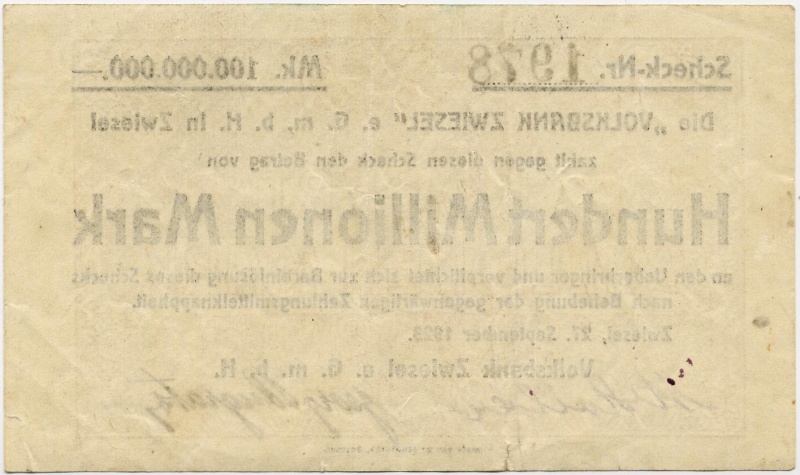 Scheck-Nr. 1978 Mk. 100.000.000.—
Die „VOLKSBANK ZWIESEL“ e. G. m. b. H. in Zwiesel
zahlt gegen diesen Scheck den Betrag von
Hundert Millionen Mark
an den Ueberbringer und verpflichtet sich zur Bareinlösung dieses Schecks
nach Behebung der gegenwärtigen Zahlungsmittelknappheit.
Zwiesel, 27. September 1923.
Volksbank Zwiesel e. G. m. b. H.